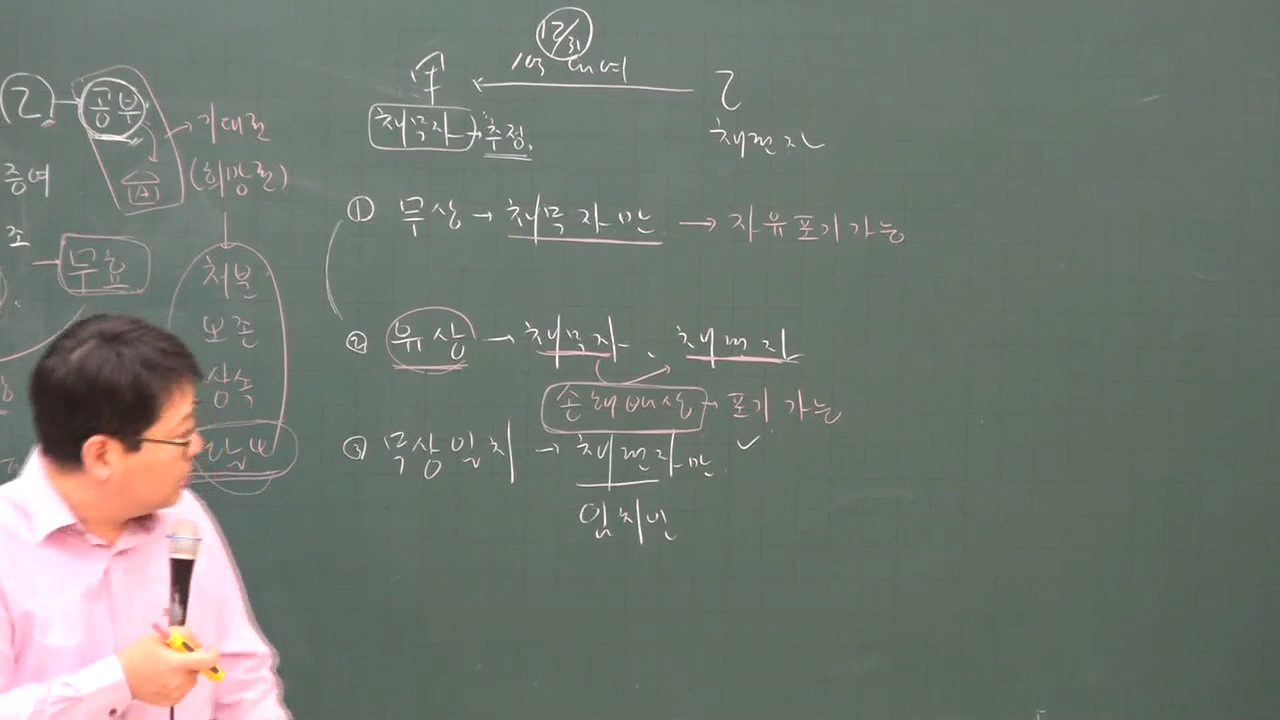 12/31
1억 대여
甲 ← 乙
채무자 → 추정. 채권자
① 무상 → 채무자만 → 자유포기가능
② 유상 → 채무자, 채권자
손해배상 → 포기 가능
③ 무상임치 → 채권자만 ✓
임치인
乙 - 공부 → 기대권
A (희망권)
증여
조
무효
처분
보존
상속
담보